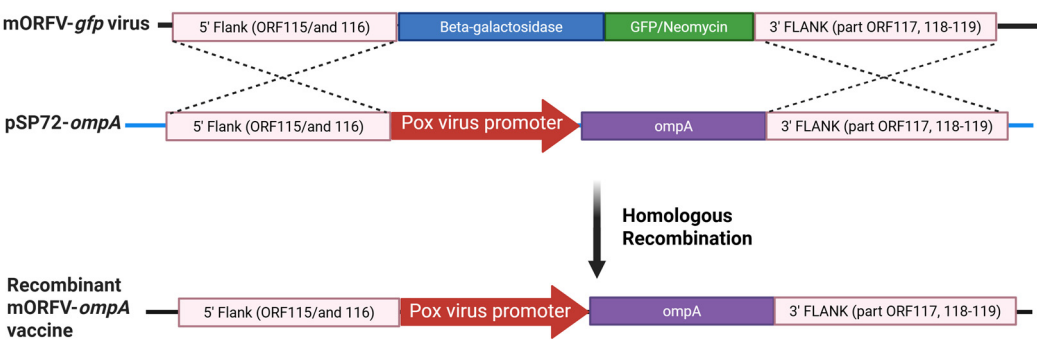 mORFV-gfp virus
5' Flank (ORF115/and 116)
Beta-galactosidase
GFP/Neomycin
3' FLANK (part ORF117, 118-119)
pSP72-ompA
5' Flank (ORF115/and 116)
Pox virus promoter
ompA
3' FLANK (part ORF117, 118-119)
Homologous
Recombination
Recombinant
mORFV-ompA
vaccine
5' Flank (ORF115/and 116)
Pox virus promoter
ompA
3' FLANK (part ORF117, 118-119)